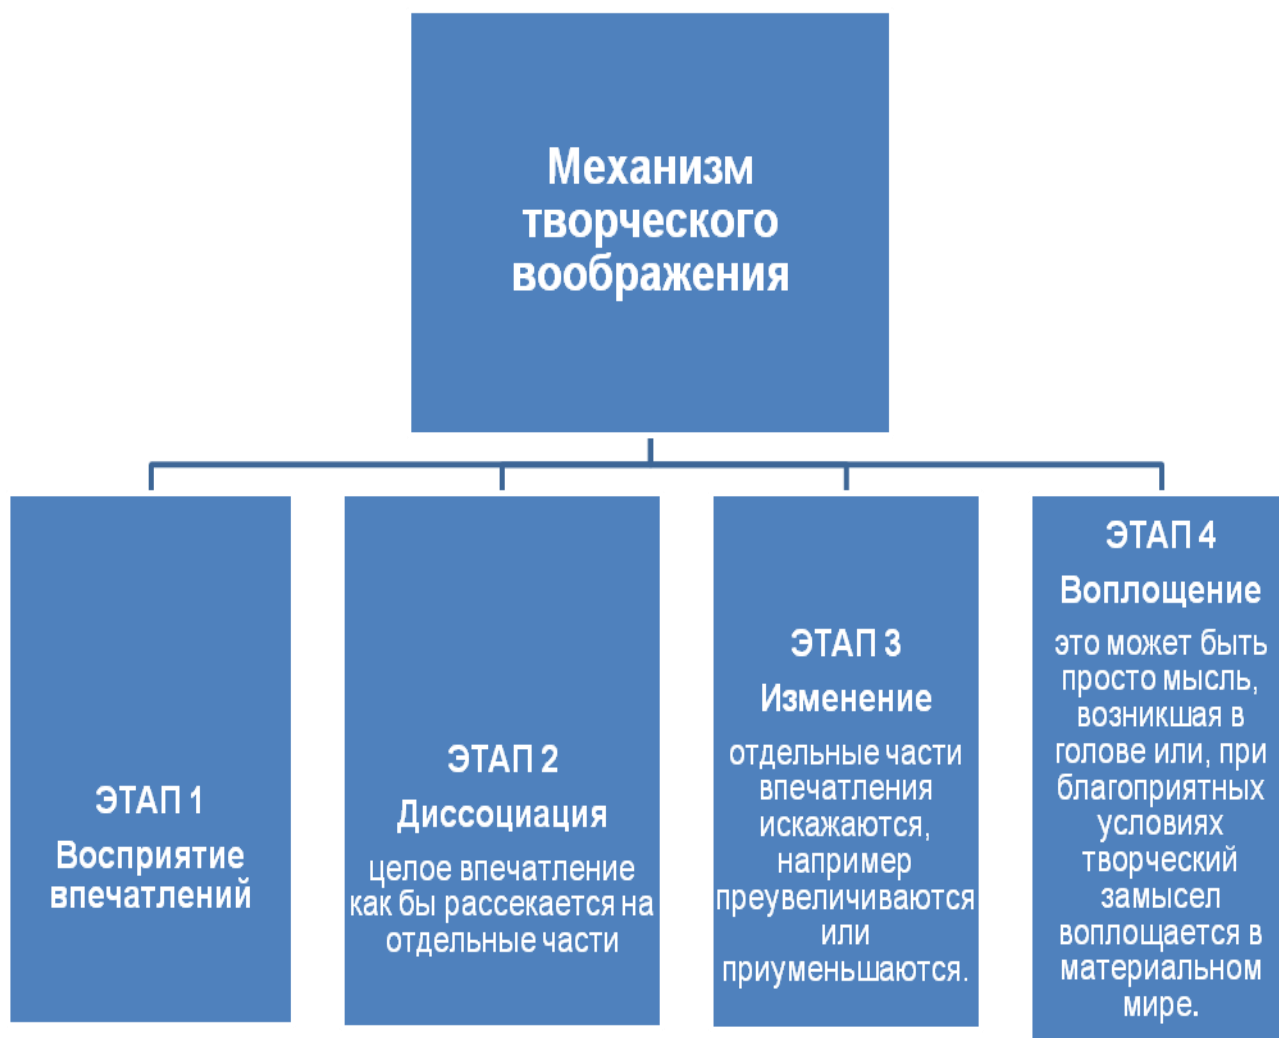 Механизм
творческого
воображения
ЭТАП 1
Восприятие
впечатлений
ЭТАП 2
Диссоциация
целое впечатление
как бы рассекается на
отдельные части
ЭТАП 3
Изменение
отдельные части
впечатления
искажаются,
например
преувеличиваются
или
приуменьшаются.
ЭТАП 4
Воплощение
это может быть
просто мысль,
возникшая в
голове или, при
благоприятных
условиях
творческий
замысел
воплощается в
материальном
мире.